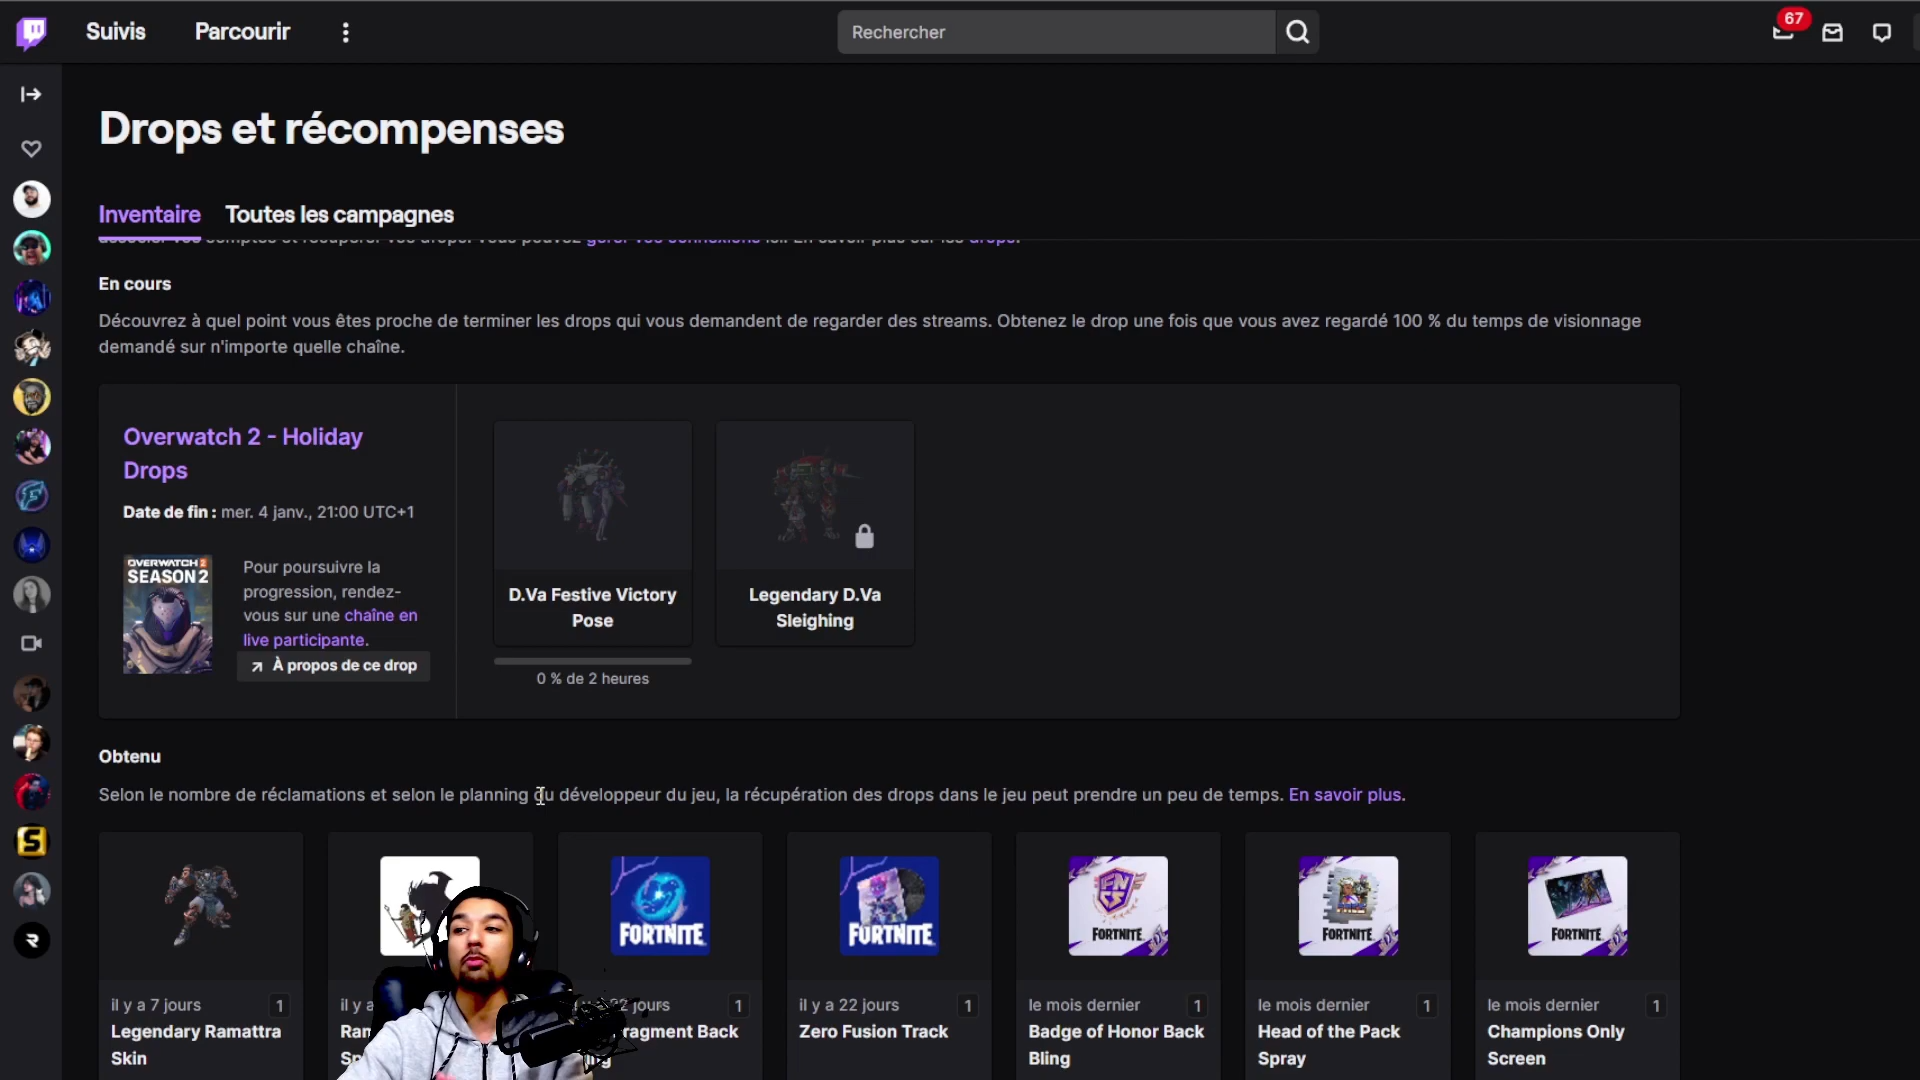 Suivis
Parcourir
Rechercher
67
Drops et récompenses
Inventaire
Toutes les campagnes
En cours
Découvrez à quel point vous êtes proche de terminer les drops qui vous demandent de regarder des streams. Obtenez le drop une fois que vous avez regardé 100 % du temps de visionnage
demandé sur n'importe quelle chaîne.
Overwatch 2 - Holiday
Drops
Date de fin : mer. 4 janv., 21:00 UTC+1
OVERWATCH 2
SEASON 2
Pour poursuivre la
progression, rendez-
vous sur une chaîne en
live participante.
À propos de ce drop
D.Va Festive Victory
Pose
0 % de 2 heures
Legendary D.Va
Sleighing
Obtenu
Selon le nombre de réclamations et selon le planning du développeur du jeu, la récupération des drops dans le jeu peut prendre un peu de temps. En savoir plus.
il y a 7 jours
1
Legendary Ramattra
Skin
il y a
FORTNITE
jours
1
Back
FORTNITE
il y a 22 jours
1
Zero Fusion Track
FORTNITE
le mois dernier
1
Badge of Honor Back
Bling
FORTNITE
le mois dernier
1
Head of the Pack
Spray
FORTNITE
le mois dernier
1
Champions Only
Screen